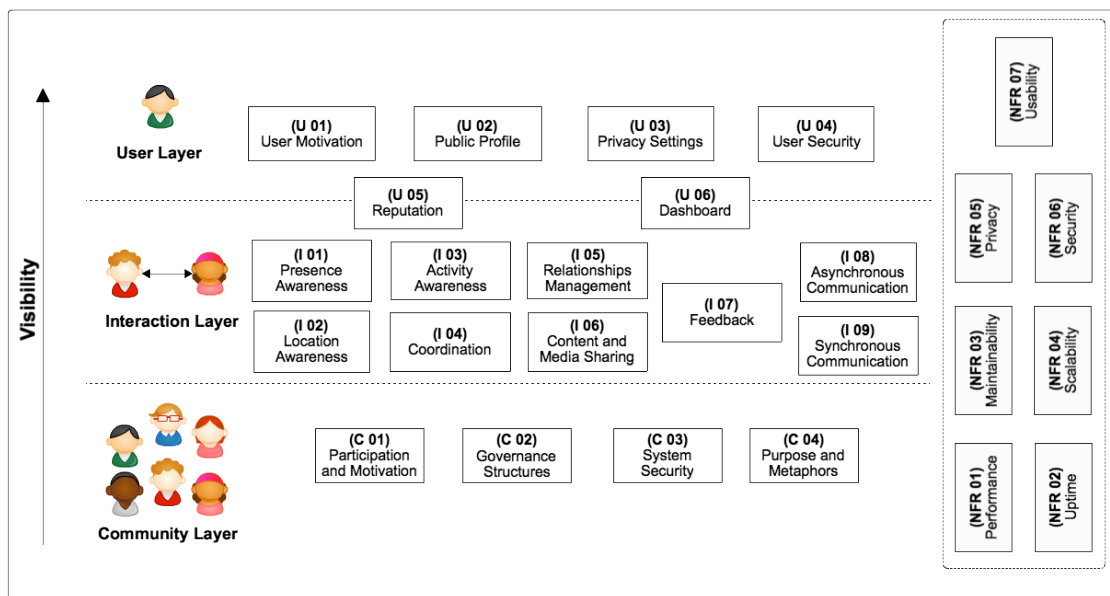 Visibility
User Layer
(U 01)
User Motivation
(U 02)
Public Profile
(U 03)
Privacy Settings
(U 04)
User Security
(U 05)
Reputation
(U 06)
Dashboard
Interaction Layer
(I 01)
Presence
Awareness
(I 03)
Activity
Awareness
(I 05)
Relationships
Management
(I 07)
Feedback
(I 08)
Asynchronous
Communication
(I 02)
Location
Awareness
(I 04)
Coordination
(I 06)
Content and
Media Sharing
(I 09)
Synchronous
Communication
Community Layer
(C 01)
Participation
and Motivation
(C 02)
Governance
Structures
(C 03)
System
Security
(C 04)
Purpose and
Metaphors
(NFR 07)
Usability
(NFR 05)
Privacy
(NFR 06)
Security
(NFR 03)
Maintainability
(NFR 04)
Scalability
(NFR 01)
Performance
(NFR 02)
Uptime